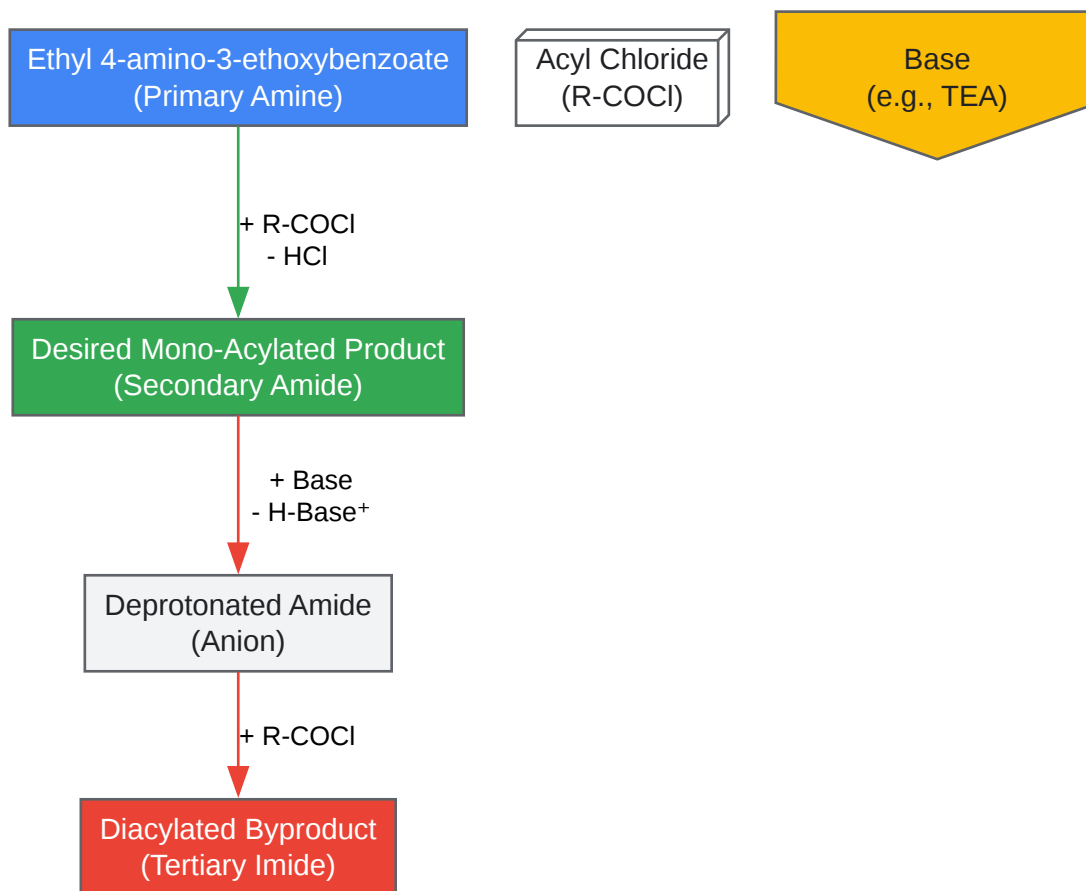 Ethyl 4-amino-3-ethoxybenzoate
(Primary Amine)
Acyl Chloride
(R-COCl)
Base
(e.g., TEA)
+ R-COCl
- HCl
Desired Mono-Acylated Product
(Secondary Amide)
+ Base
- H-Base⁺
Deprotonated Amide
(Anion)
+ R-COCl
Diacylated Byproduct
(Tertiary Imide)